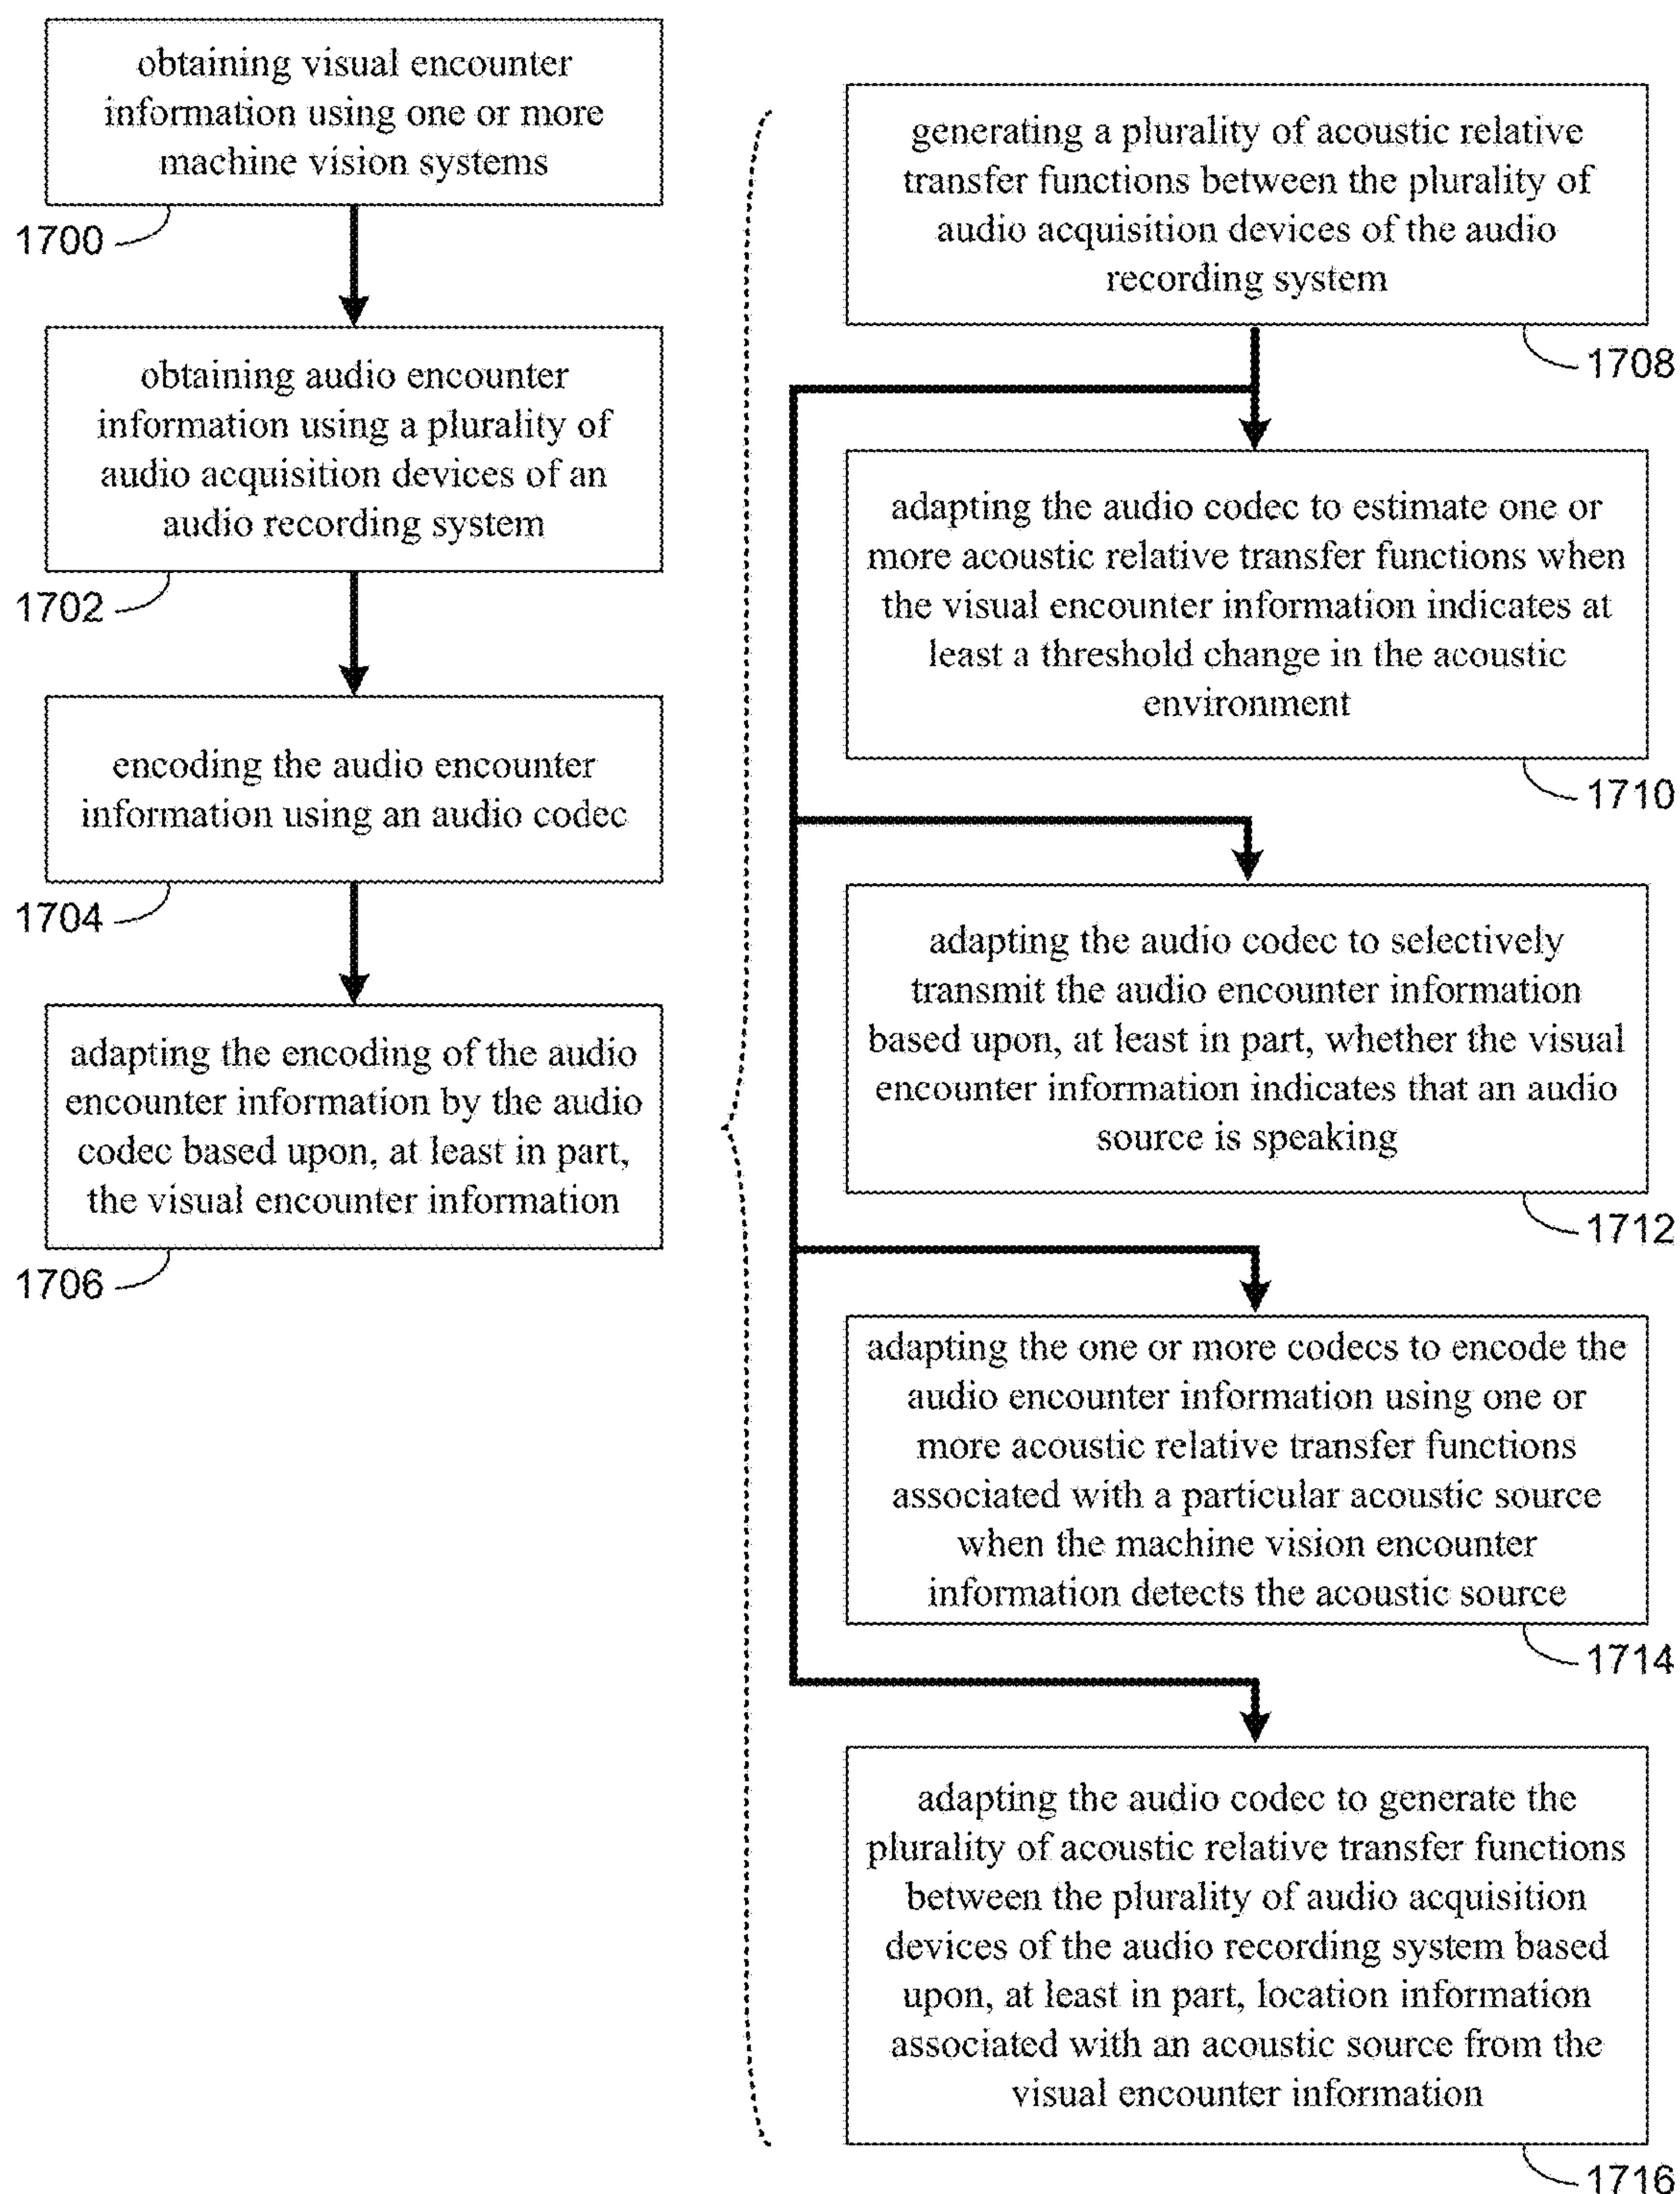 obtaining visual encounter
information using one or more
machine vision systems
1700
obtaining audio encounter
information using a plurality of
audio acquisition devices of an
audio recording system
1702
encoding the audio encounter
information using an audio codec
1704
adapting the encoding of the audio
encounter information by the audio
codec based upon, at least in part,
the visual encounter information
1706
generating a plurality of acoustic relative
transfer functions between the plurality of
audio acquisition devices of the audio
recording system
1708
adapting the audio codec to estimate one or
more acoustic relative transfer functions when
the visual encounter information indicates at
least a threshold change in the acoustic
environment
1710
adapting the audio codec to selectively
transmit the audio encounter information
based upon, at least in part, whether the visual
encounter information indicates that an audio
source is speaking
1712
adapting the one or more codecs to encode the
audio encounter information using one or
more acoustic relative transfer functions
associated with a particular acoustic source
when the machine vision encounter
information detects the acoustic source
1714
adapting the audio codec to generate the
plurality of acoustic relative transfer functions
between the plurality of audio acquisition
devices of the audio recording system based
upon, at least in part, location information
associated with an acoustic source from the
visual encounter information
1716